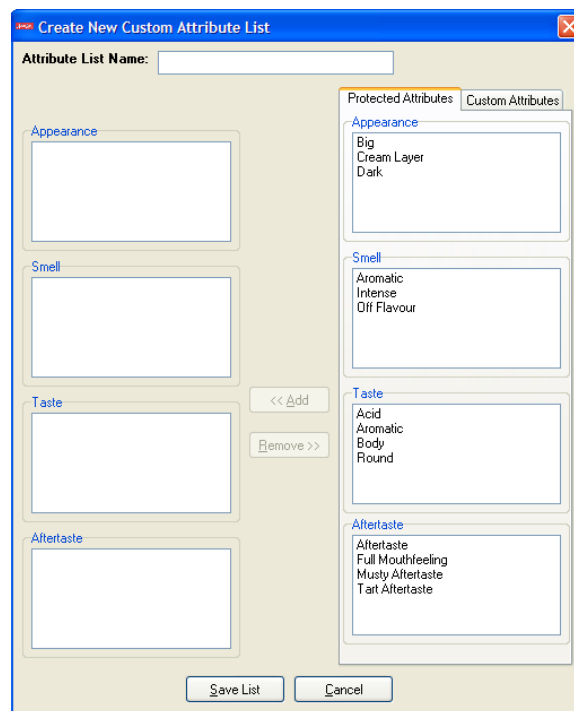 Create New Custom Attribute List
Attribute List Name:
Protected Attributes
Custom Attributes
Appearance
Smell
Taste
Aftertaste
<< Add
Remove >>
Appearance
Big
Cream Layer
Dark
Smell
Aromatic
Intense
Off Flavour
Taste
Acid
Aromatic
Body
Round
Aftertaste
Aftertaste
Full Mouthfeeling
Musty Aftertaste
Tart Aftertaste
Save List
Cancel